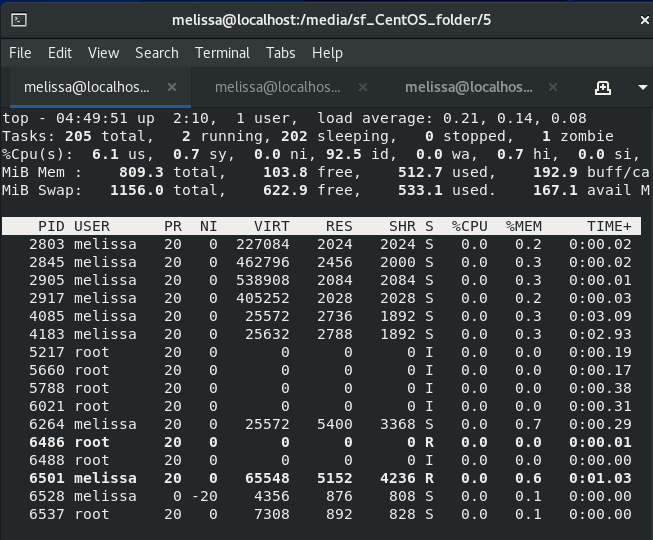 melissa@localhost:/media/sf_CentOS_folder/5
File Edit View Search Terminal Tabs Help
melissa@localhos... × melissa@localhos... × melissa@localhos... ×
top - 04:49:51 up  2:10,  1 user,  load average: 0.21, 0.14, 0.08
Tasks: 205 total,   2 running, 202 sleeping,   0 stopped,   1 zombie
%Cpu(s):  6.1 us,  0.7 sy,  0.0 ni, 92.5 id,  0.0 wa,  0.7 hi,  0.0 si,
MiB Mem :    809.3 total,    103.8 free,    512.7 used,    192.9 buff/ca
MiB Swap:   1156.0 total,    622.9 free,    533.1 used.    167.1 avail M
PID USER      PR  NI    VIRT    RES    SHR S  %CPU  %MEM     TIME+
2803 melissa   20   0  227084   2024   2024 S   0.0   0.2   0:00.02
2845 melissa   20   0  462796   2456   2000 S   0.0   0.3   0:00.02
2905 melissa   20   0  538908   2084   2084 S   0.0   0.3   0:00.01
2917 melissa   20   0  405252   2028   2028 S   0.0   0.2   0:00.03
4085 melissa   20   0   25572   2736   1892 S   0.0   0.3   0:03.09
4183 melissa   20   0   25632   2788   1892 S   0.0   0.3   0:02.93
5217 root      20   0       0      0      0 I   0.0   0.0   0:00.19
5660 root      20   0       0      0      0 I   0.0   0.0   0:00.17
5788 root      20   0       0      0      0 I   0.0   0.0   0:00.38
6021 root      20   0       0      0      0 I   0.0   0.0   0:00.31
6264 melissa   20   0   25572   5400   3368 S   0.0   0.7   0:00.29
6486 root      20   0       0      0      0 R   0.0   0.0   0:00.01
6488 root      20   0       0      0      0 I   0.0   0.0   0:00.00
6501 melissa   20   0   65548   5152   4236 R   0.0   0.6   0:01.03
6528 melissa    0 -20    4356    876    808 S   0.0   0.1   0:00.00
6537 root      20   0    7308    892    828 S   0.0   0.1   0:00.00